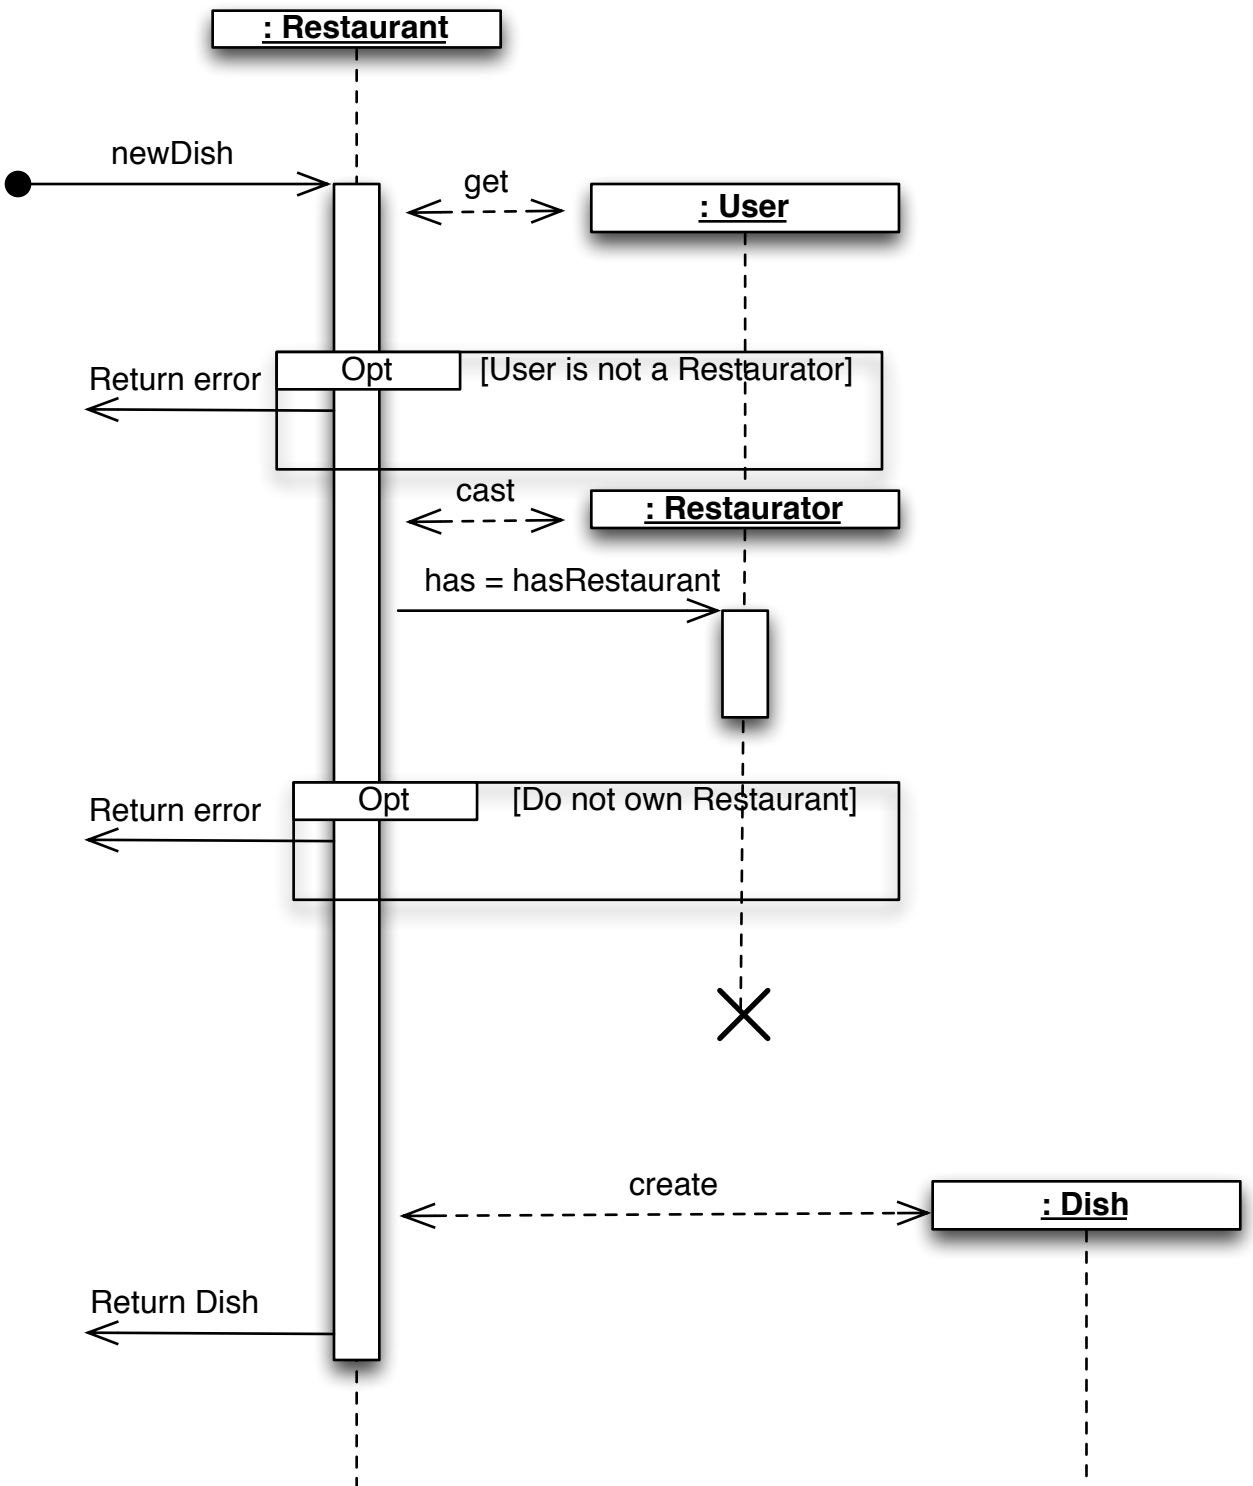 : Restaurant
newDish
get
: User
Opt
[User is not a Restaurator]
Return error
cast
: Restaurator
has = hasRestaurant
Opt
[Do not own Restaurant]
Return error
create
: Dish
Return Dish